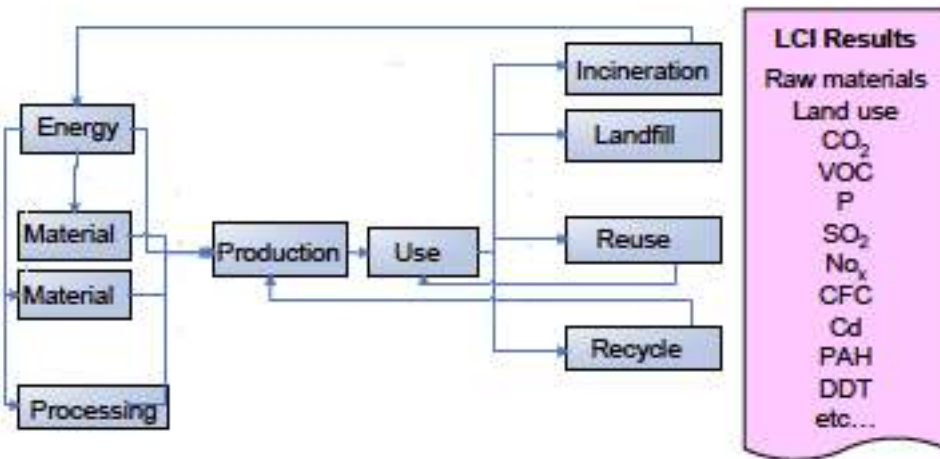 Energy
Material
Material
Processing
Production
Use
Incineration
Landfill
Reuse
Recycle
LCI Results
Raw materials
Land use
CO₂
VOC
P
SO₂
Noₓ
CFC
Cd
PAH
DDT
etc...